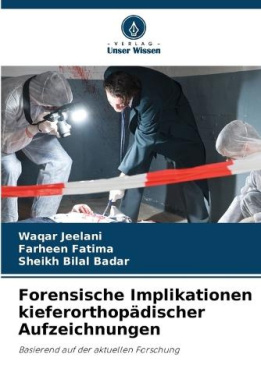 VERLAG
Unser Wissen
Waqar Jeelani
Farheen Fatima
Sheikh Bilal Badar
Forensische Implikationen
kieferorthopädischer
Aufzeichnungen
Basierend auf der aktuellen Forschung